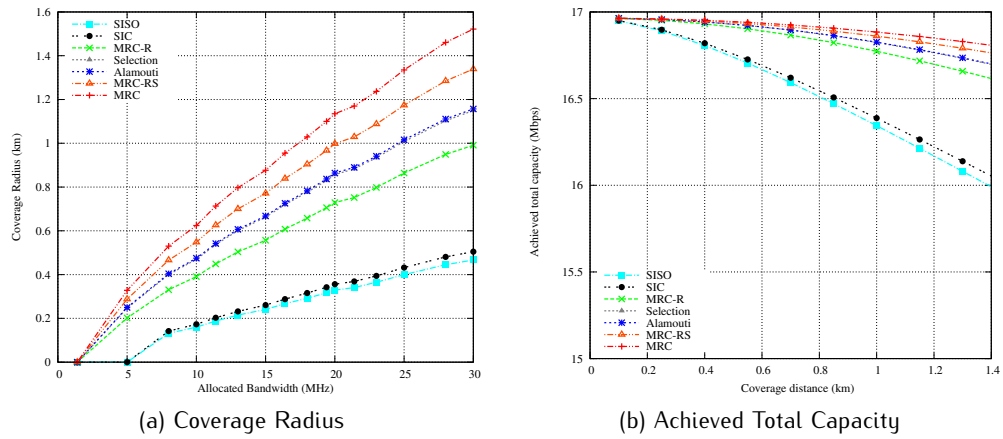 1.6
1.4
1.2
1
0.8
0.6
0.4
0.2
0
Coverage Radius (km)
SISO
SIC
MRC-R
Selection
Alamouti
MRC-RS
MRC
0 5 10 15 20 25 30
Allocated Bandwidth (MHz)
(a) Coverage Radius
17
16.5
16
15.5
15
Achieved total capacity (Mbps)
SISO
SIC
MRC-R
Selection
Alamouti
MRC-RS
MRC
0 0.2 0.4 0.6 0.8 1 1.2 1.4
Coverage distance (km)
(b) Achieved Total Capacity